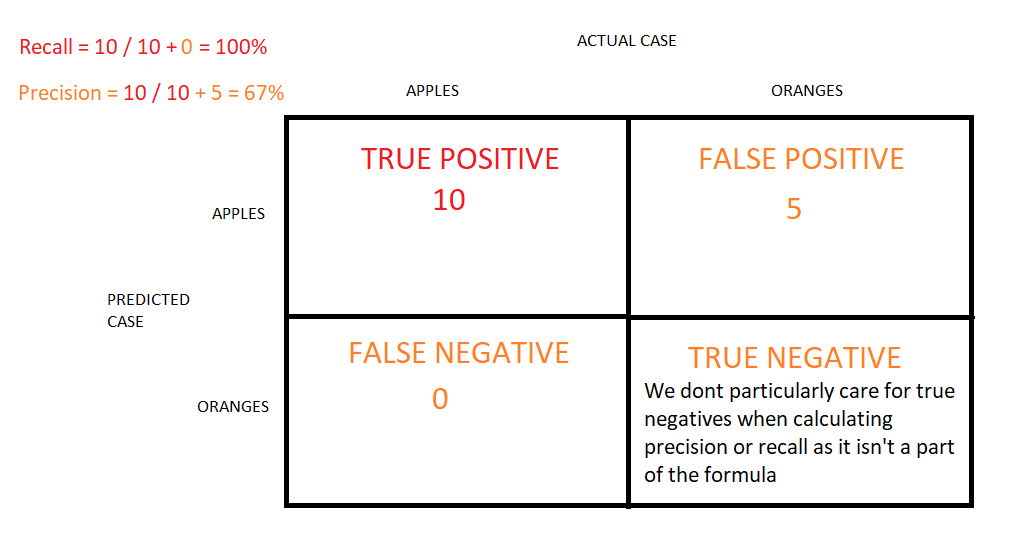 Recall = 10 / 10 + 0 = 100%
ACTUAL CASE
Precision = 10 / 10 + 5 = 67%
APPLES
ORANGES
TRUE POSITIVE
10
FALSE POSITIVE
5
APPLES
PREDICTED
CASE
FALSE NEGATIVE
0
TRUE NEGATIVE
We dont particularly care for true
negatives when calculating
precision or recall as it isn't a part
of the formula
ORANGES